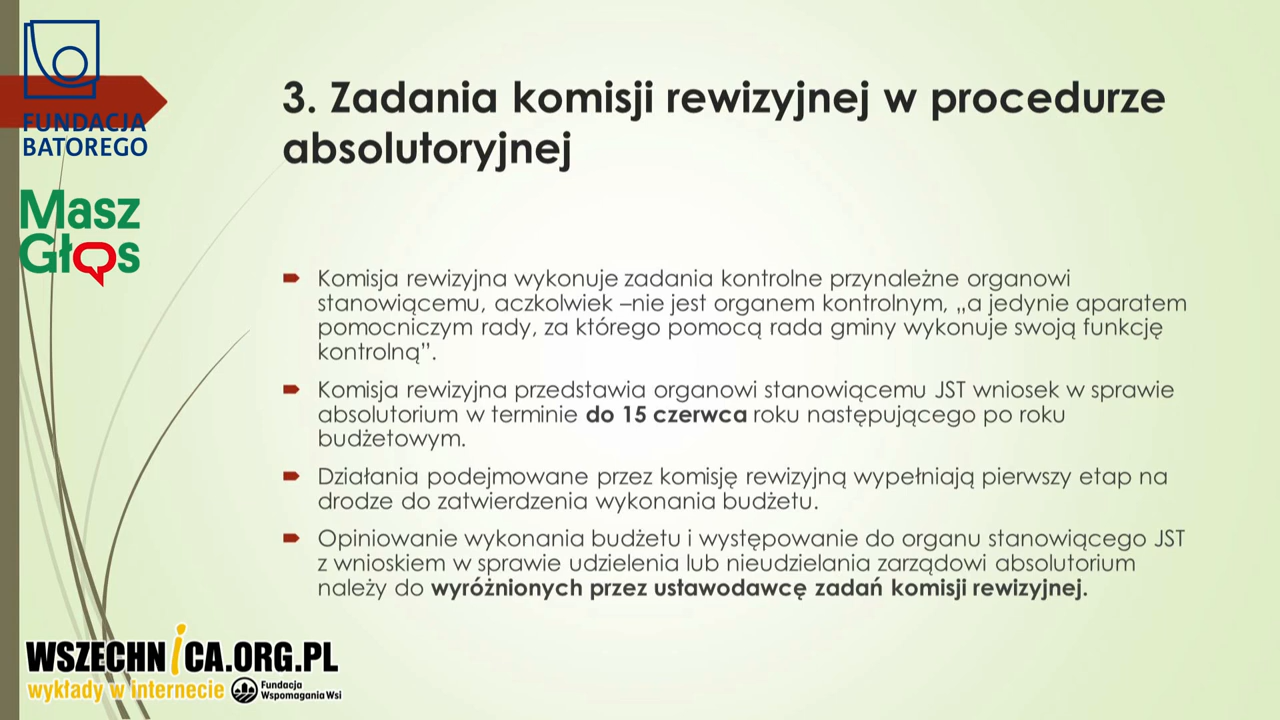 FUNDACJA
BATOREGO
Masz
Głos
3. Zadania komisji rewizyjnej w procedurze
absolutoryjnej
Komisja rewizyjna wykonuje zadania kontrolne przynależne organowi
stanowiącemu, aczkolwiek –nie jest organem kontrolnym, „a jedynie aparatem
pomocniczym rady, za którego pomocą rada gminy wykonuje swoją funkcję
kontrolną”.
Komisja rewizyjna przedstawia organowi stanowiącemu JST wniosek w sprawie
absolutorium w terminie do 15 czerwca roku następującego po roku
budżetowym.
Działania podejmowane przez komisję rewizyjną wypełniają pierwszy etap na
drodze do zatwierdzenia wykonania budżetu.
Opiniowanie wykonania budżetu i występowanie do organu stanowiącego JST
z wnioskiem w sprawie udzielenia lub nieudzielania zarządowi absolutorium
należy do wyróżnionych przez ustawodawcę zadań komisji rewizyjnej.
WSZECHNiCA.ORG.PL
wykłady w internecie
Fundacja
Wspomagania Wsi